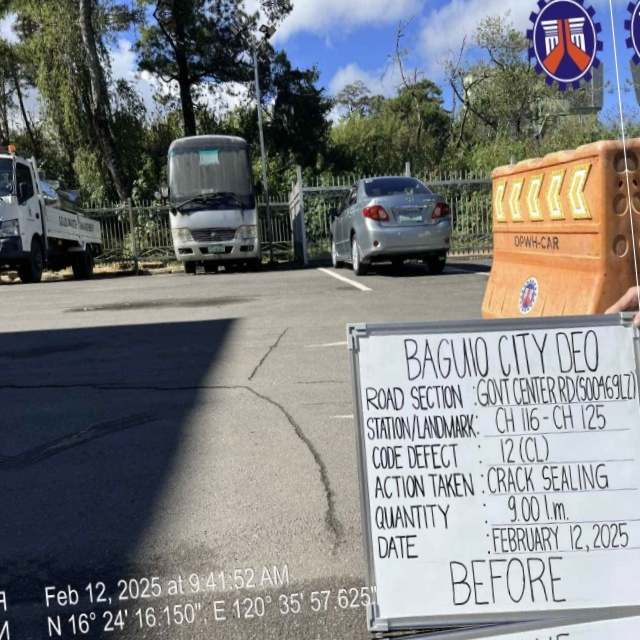 DPWH-CAR
BAGUIO CITY DEO
ROAD SECTION : GOVT CENTER RD(S00469LZ)
STATION/LANDMARK: CH 116 - CH 125
CODE DEFECT : 12 (CL)
ACTION TAKEN : CRACK SEALING
QUANTITY : 9.00 l.m.
DATE : FEBRUARY 12, 2025
BEFORE
Feb 12, 2025 at 9:41:52 AM
N 16° 24' 16.150", E 120° 35' 57.625"